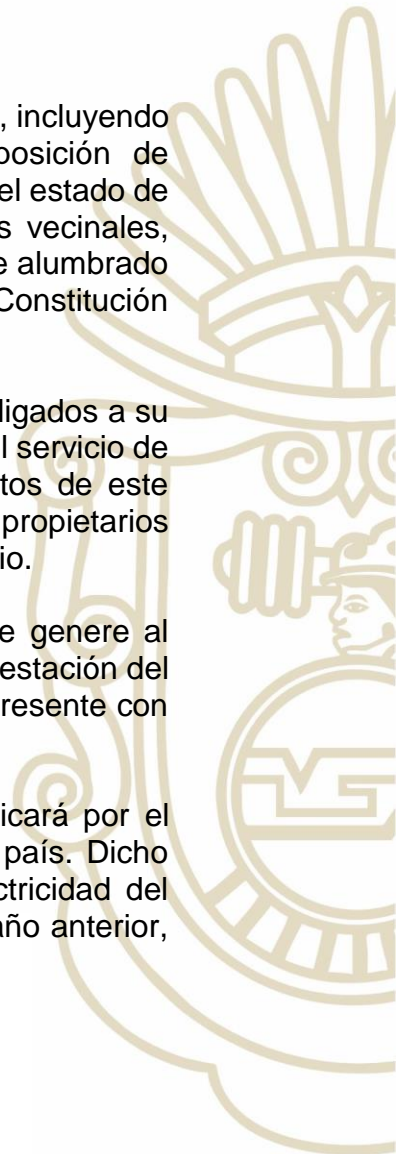 , incluyendo
posición de
el estado de
s vecinales,
e alumbrado
Constitución
ligados a su
l servicio de
tos de este
propietarios
io.
e genere al
estación del
resente con
icará por el
país. Dicho
ctricidad del
año anterior,